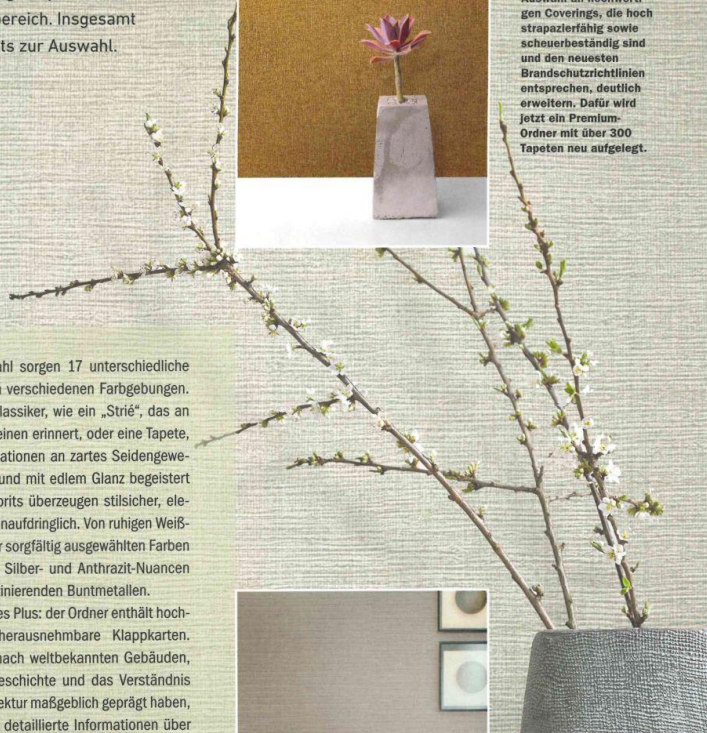 bereich. Insgesamt
ts zur Auswahl.
gen Coverings, die hoch
strapazierfähig sowie
scheuerbeständig sind
und den neuesten
Brandschutzrichtlinien
entsprechen, deutlich
erweitern. Dafür wird
jetzt ein Premium-
Ordner mit über 300
Tapeten neu aufgelegt.
hl sorgen 17 unterschiedliche
verschiedenen Farbgebungen.
lassiker, wie ein „Strié“, das an
einen erinnert, oder eine Tapete,
ationen an zartes Seidengewe-
und mit edlem Glanz begeistert
prits überzeugen stilsicher, ele-
naufdringlich. Von ruhigen Weiß-
r sorgfältig ausgewählten Farben
Silber- und Anthrazit-Nuancen
inierenden Buntmetallen.
es Plus: der Ordner enthält hoch-
herausnehmbare Klappkarten.
nach weltbekannten Gebäuden,
eschichte und das Verständnis
ektur maßgeblich geprägt haben,
detaillierte Informationen über